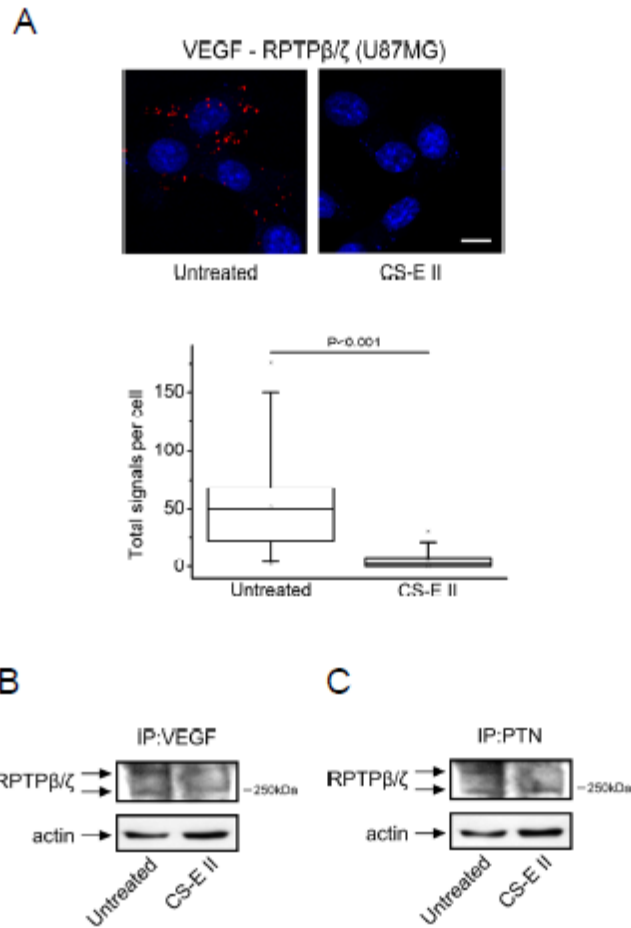 A
VEGF - RPTPβ/ζ (U87MG)
Untreated
CS-E II
P<0.001
Total signals per cell
150
100
50
0
Untreated
CS-E II
B
IP:VEGF
RPTPβ/ζ
250kDa
actin
Untreated
CS-E II
C
IP:PTN
RPTPβ/ζ
250kDa
actin
Untreated
CS-E II